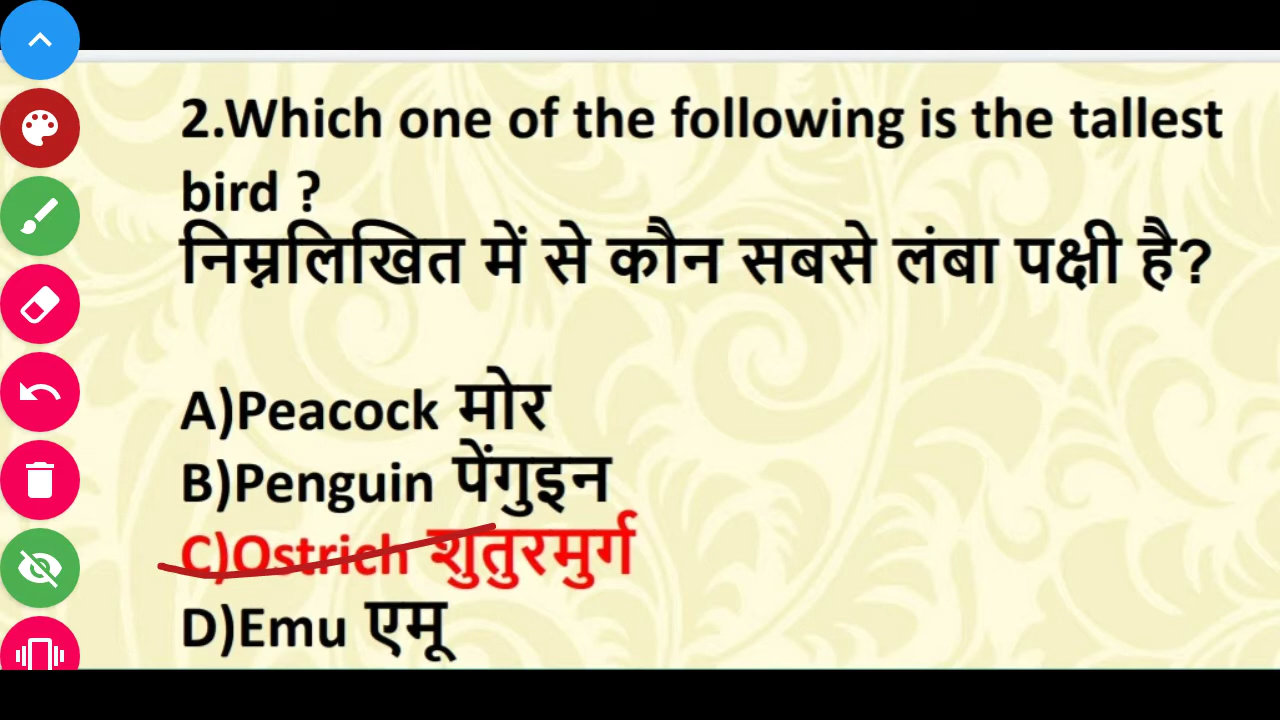 2.Which one of the following is the tallest
bird ?
निम्नलिखित में से कौन सबसे लंबा पक्षी है?
A)Peacock मोर
B)Penguin पेंगुइन
C)Ostrich शुतुरमुर्ग
D)Emu एमू